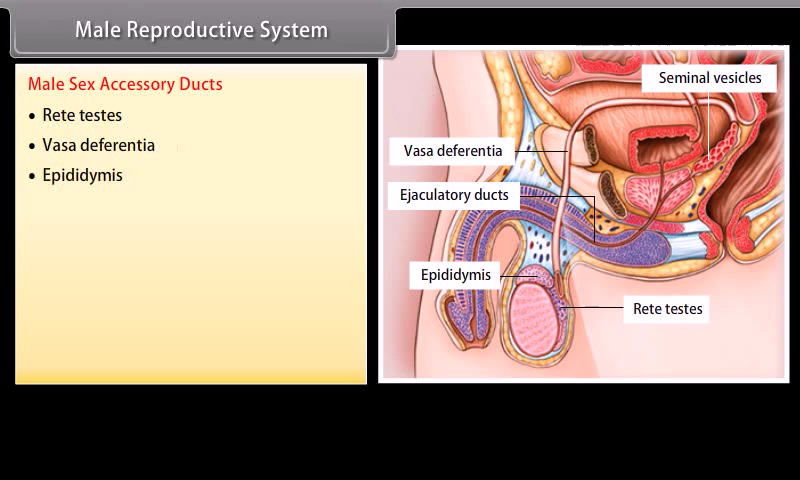 Male Reproductive System
Male Sex Accessory Ducts
• Rete testes
• Vasa deferentia
• Epididymis
Seminal vesicles
Vasa deferentia
Ejaculatory ducts
Epididymis
Rete testes